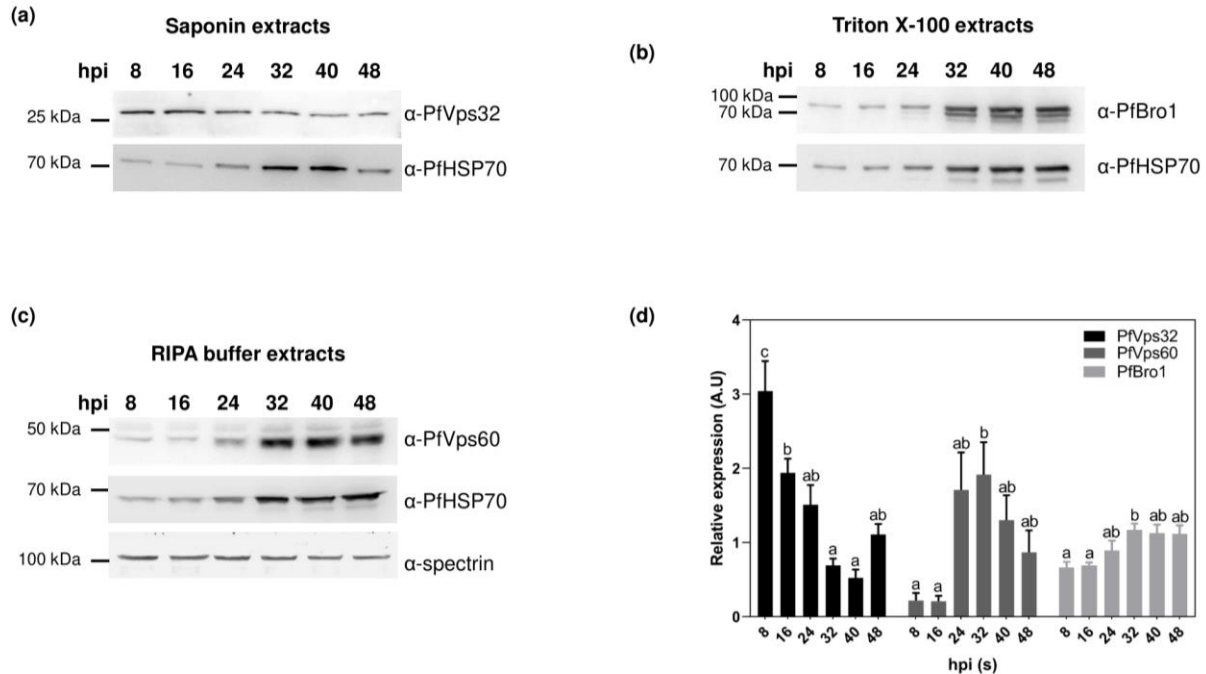 (a)
Saponin extracts
hpi 8 16 24 32 40 48
25 kDa
α-PfVps32
70 kDa
α-PfHSP70
(b)
Triton X-100 extracts
hpi 8 16 24 32 40 48
100 kDa
70 kDa
α-PfBro1
70 kDa
α-PfHSP70
(c)
RIPA buffer extracts
hpi 8 16 24 32 40 48
50 kDa
α-PfVps60
70 kDa
α-PfHSP70
100 kDa
α-spectrin
(d)
Relative expression (A.U)
4
3
2
1
0
PfVps32
PfVps60
PfBro1
c b ab a a ab a a ab b ab ab a a ab b ab ab
8 16 24 32 40 48 8 16 24 32 40 48 8 16 24 32 40 48
hpi (s)